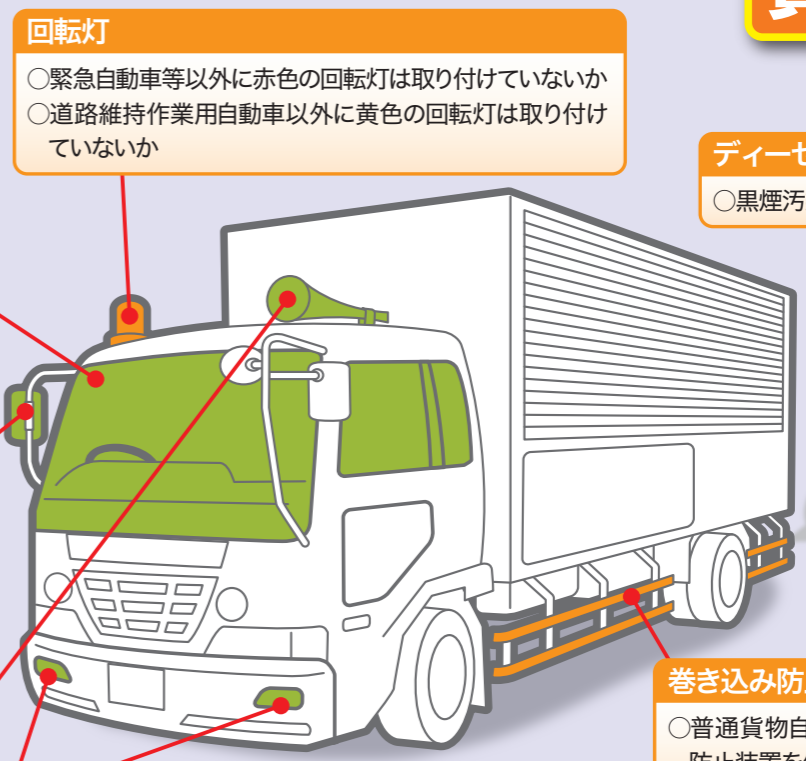 回転灯
○緊急自動車等以外に赤色の回転灯は取り付けていないか
○道路維持作業用自動車以外に黄色の回転灯は取り付け
ていないか
ディーゼ
○黒煙汚
巻き込み防
○普通貨物自